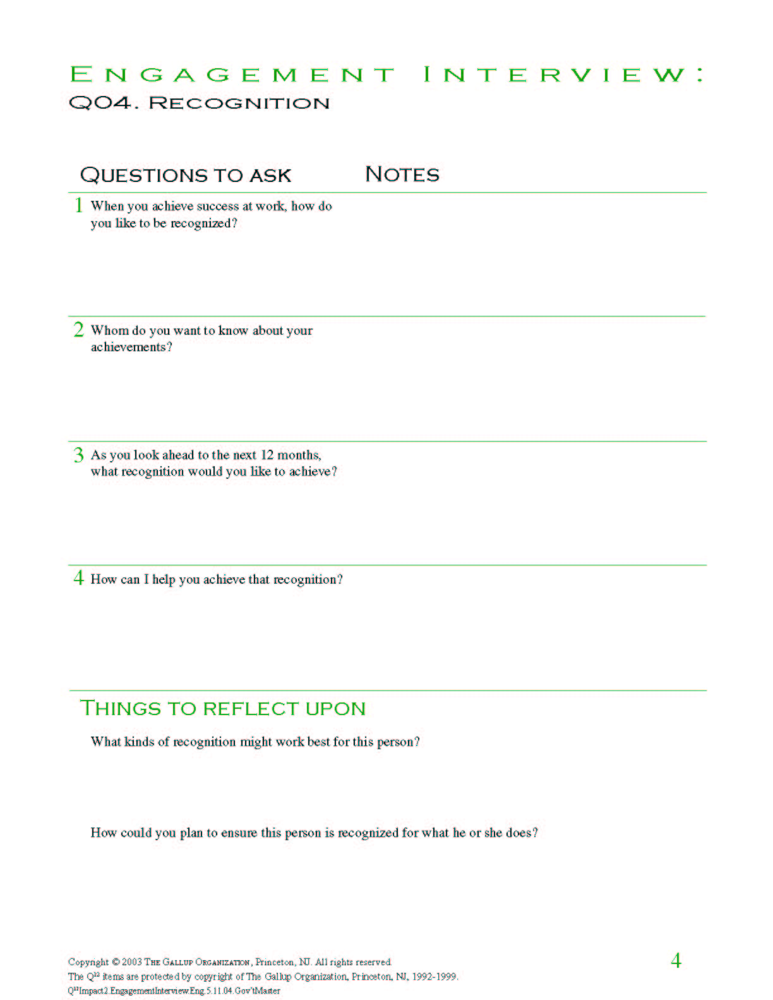 ENGAGEMENT INTERVIEW:
Q04. RECOGNITION
QUESTIONS TO ASK
NOTES
1 When you achieve success at work, how do
you like to be recognized?
2 Whom do you want to know about your
achievements?
3 As you look ahead to the next 12 months,
what recognition would you like to achieve?
4 How can I help you achieve that recognition?
THINGS TO REFLECT UPON
What kinds of recognition might work best for this person?
How could you plan to ensure this person is recognized for what he or she does?
Copyright © 2003 THE GALLUP ORGANIZATION, Princeton, NJ. All rights reserved.
The Q¹² items are protected by copyright of The Gallup Organization, Princeton, NJ, 1992-1999.
Q¹²Impact2.EngagementInterview.Eng.5.11.04.Gov'tMaster
4